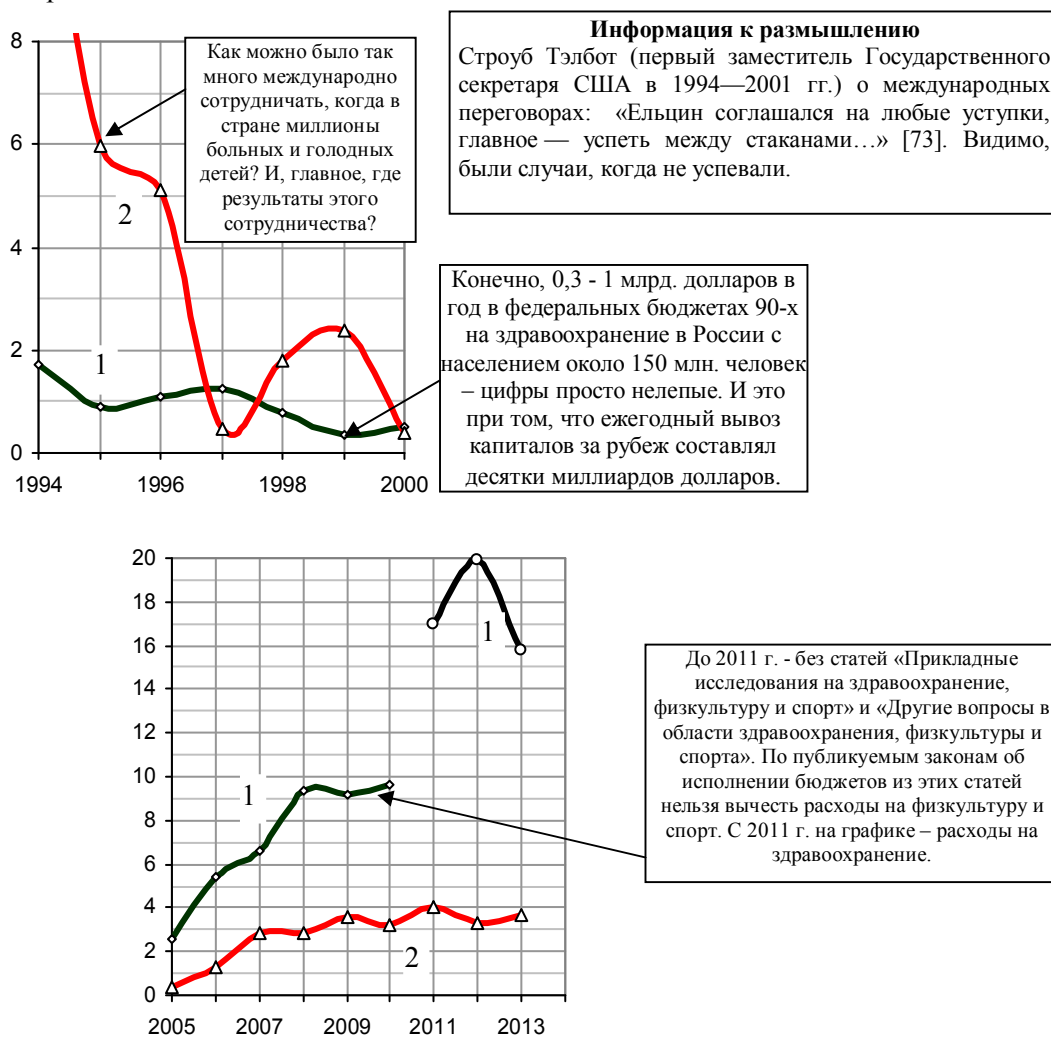 8
6
4
2
0
1994
1996
1998
2000
1
2
Как можно было так
много международно
сотрудничать, когда в
стране миллионы
больных и голодных
детей? И, главное, где
результаты этого
сотрудничества?
Информация к размышлению
Строуб Тэлбот (первый заместитель Государственного
секретаря США в 1994—2001 гг.) о международных
переговорах: «Ельцин соглашался на любые уступки,
главное — успеть между стаканами…» [73]. Видимо,
были случаи, когда не успевали.
Конечно, 0,3 - 1 млрд. долларов в
год в федеральных бюджетах 90-х
на здравоохранение в России с
населением около 150 млн. человек
– цифры просто нелепые. И это
при том, что ежегодный вывоз
капиталов за рубеж составлял
десятки миллиардов долларов.
20
18
16
14
12
10
8
6
4
2
0
2005
2007
2009
2011
2013
1
1
2
До 2011 г. - без статей «Прикладные
исследования на здравоохранение,
физкультуру и спорт» и «Другие вопросы в
области здравоохранения, физкультуры и
спорта». По публикуемым законам об
исполнении бюджетов из этих статей
нельзя вычесть расходы на физкультуру и
спорт. С 2011 г. на графике – расходы на
здравоохранение.